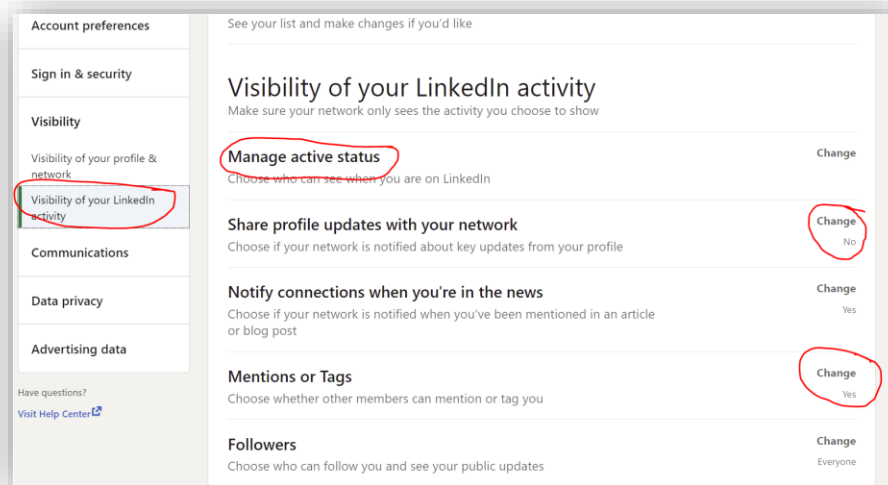 Account preferences
Sign in & security
Visibility
Visibility of your profile &
network
Visibility of your LinkedIn
activity
Communications
Data privacy
Advertising data
Have questions?
Visit Help Center
See your list and make changes if you'd like
Visibility of your LinkedIn activity
Make sure your network only sees the activity you choose to show
Manage active status
Change
Choose who can see when you are on LinkedIn
Share profile updates with your network
Change
Choose if your network is notified about key updates from your profile
No
Notify connections when you're in the news
Change
Choose if your network is notified when you've been mentioned in an article
or blog post
Yes
Mentions or Tags
Change
Choose whether other members can mention or tag you
Yes
Followers
Change
Choose who can follow you and see your public updates
Everyone